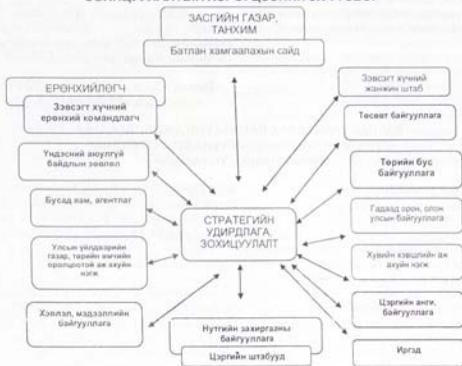 ЗАСГИЙН ГАЗАР,
ТАНХИМ
Батлан хамгаалахын сайд
ЕРӨНХИЙЛӨГЧ
Зэвсэгт хүчний
ерөнхий командлагч
Үндэсний аюулгүй
байдлын зөвлөл
Бусад яам, агентлаг
Улсын үйлдвэрийн
газар, төрийн өмчийн
оролцоотой аж ахуйн
нэгж
Хэвлэл, мэдээллийн
байгууллага
СТРАТЕГИЙН
УДИРДЛАГА,
ЗОХИЦУУЛАЛТ
Нутгийн захиргааны
байгууллага
Цэргийн штабууд
Зэвсэгт хүчний
жанжин штаб
Төсөвт байгууллага
Төрийн бус
байгууллага
Гадаад орон, олон
улсын байгууллага
Хувийн хэвшлийн аж
ахуйн нэгж
Цэргийн анги,
байгууллага
Иргэд